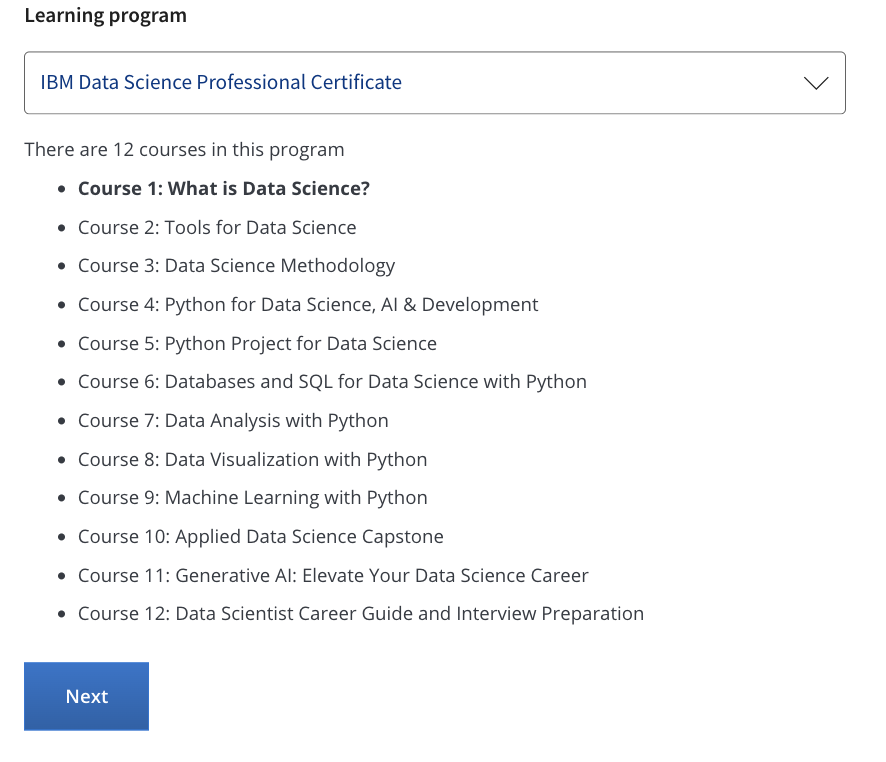 Learning program
IBM Data Science Professional Certificate
There are 12 courses in this program
Course 1: What is Data Science?
Course 2: Tools for Data Science
Course 3: Data Science Methodology
Course 4: Python for Data Science, AI & Development
Course 5: Python Project for Data Science
Course 6: Databases and SQL for Data Science with Python
Course 7: Data Analysis with Python
Course 8: Data Visualization with Python
Course 9: Machine Learning with Python
Course 10: Applied Data Science Capstone
Course 11: Generative AI: Elevate Your Data Science Career
Course 12: Data Scientist Career Guide and Interview Preparation
Next